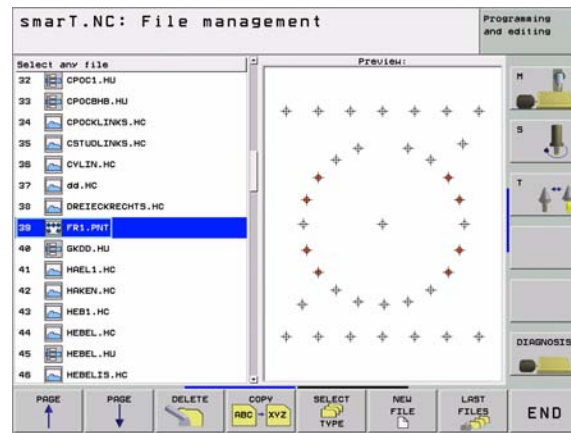 smarT.NC: File management
Programming and editing
Select any file
Preview:
32 CPOC1.HU
33 CPOCBHB.HU
34 CPOCKLINKS.HC
35 CSTUDLINKS.HC
36 CYLIN.HC
37 dd.HC
38 DREIECKRECHTS.HC
39 FR1.PNT
40 GKDD.HU
41 HAEL1.HC
42 HAKEN.HC
43 HEB1.HC
44 HEBEL.HC
45 HEBEL.HU
46 HEBELIS.HC
M
S
T
DIAGNOSIS
PAGE
PAGE
DELETE
COPY
ABC XYZ
SELECT TYPE
NEW FILE
LAST FILES
END